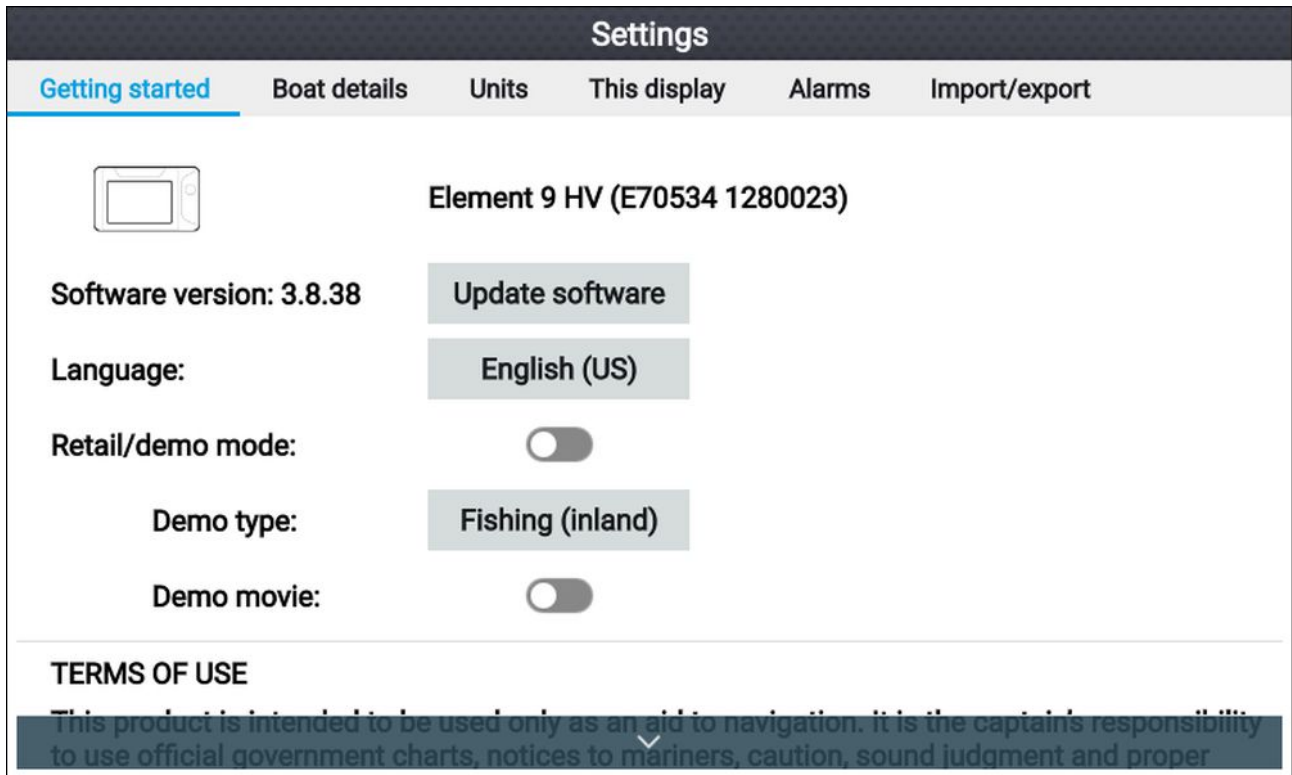 Settings
Getting started Boat details Units This display Alarms Import/export
Element 9 HV (E70534 1280023)
Software version: 3.8.38 Update software
Language: English (US)
Retail/demo mode:
Demo type: Fishing (inland)
Demo movie:
TERMS OF USE
This product is intended to be used only as an aid to navigation. It is the captain's responsibility
to use official government charts, notices to mariners, caution, sound judgment and proper